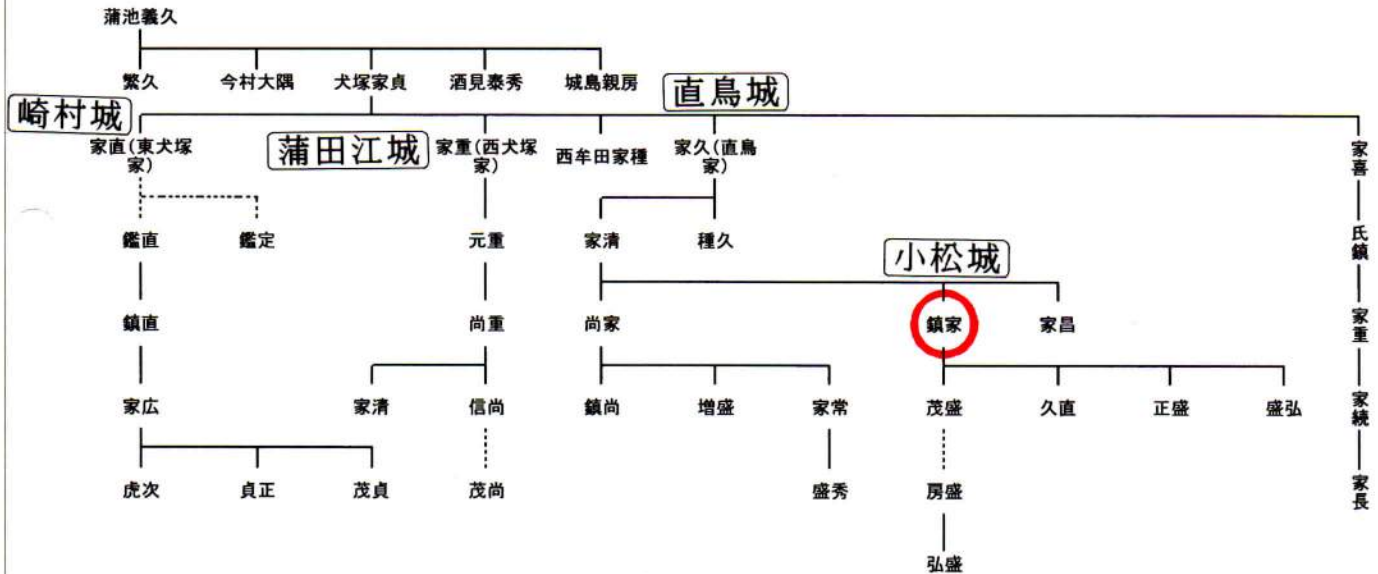 蒲池義久
繁久
今村大隅
犬塚家貞
酒見泰秀
城島親房
崎村城
直鳥城
家直(東犬塚
家)
蒲田江城
家重(西犬塚
家)
西牟田家種
家久(直鳥
家)
家喜
鑑直
鑑定
元重
家清
種久
氏鎮
小松城
鎮直
尚重
尚家
鎮家
家昌
家重
家広
家清
信尚
鎮尚
増盛
家常
茂盛
久直
正盛
盛弘
家続
虎次
貞正
茂貞
茂尚
盛秀
房盛
家長
弘盛